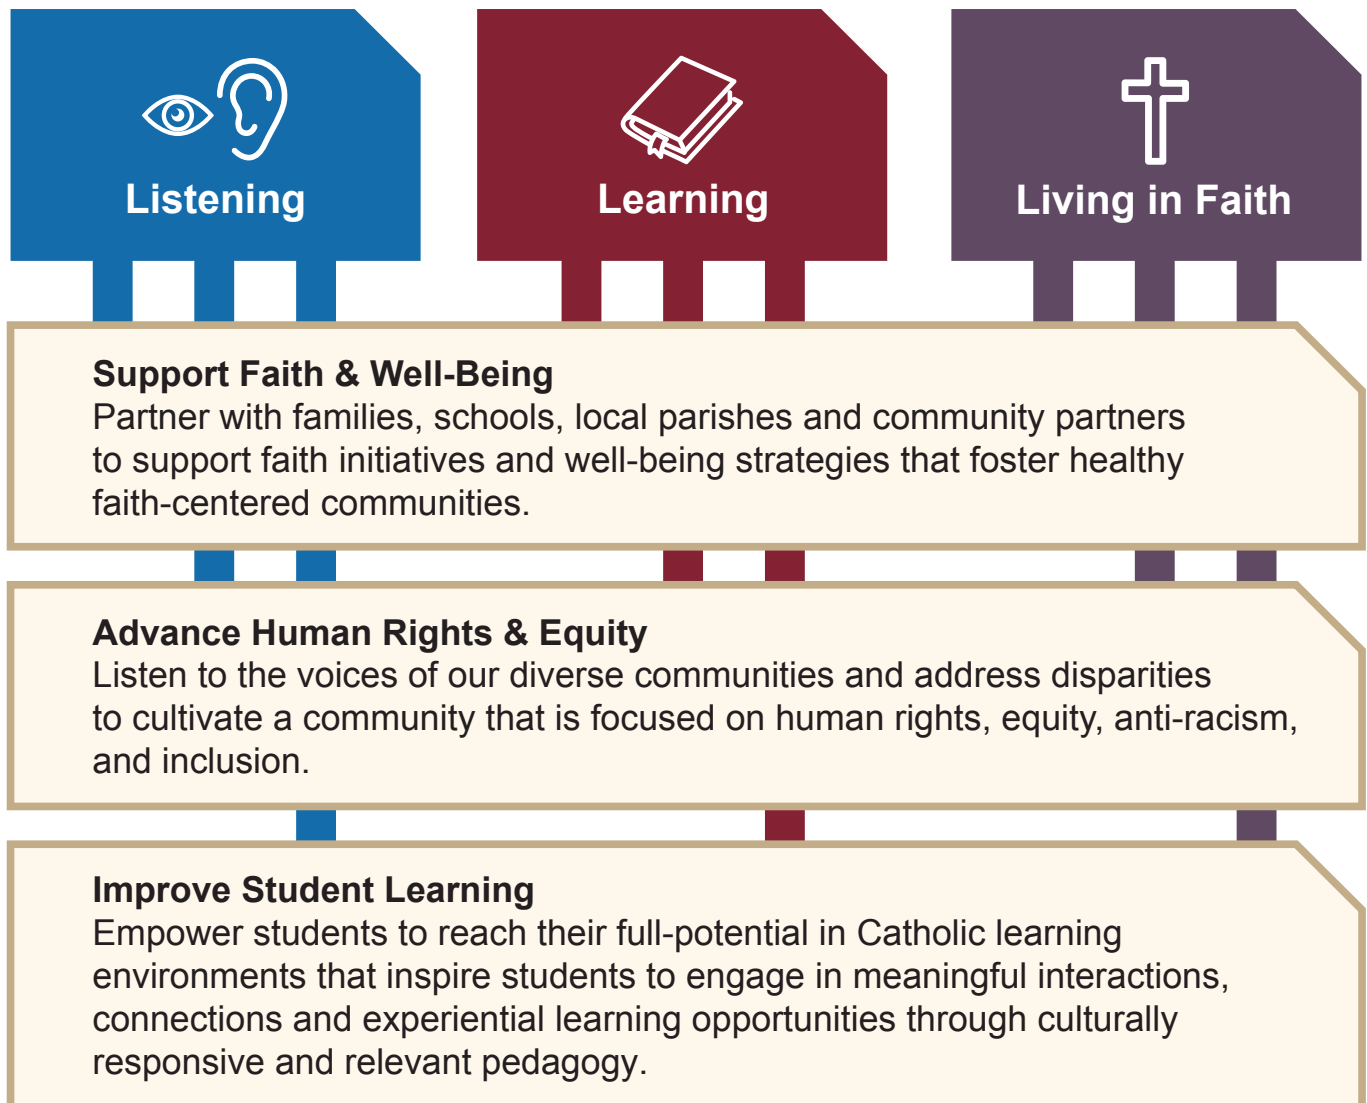 Listening
Learning
Living in Faith
Support Faith & Well-Being
Partner with families, schools, local parishes and community partners
to support faith initiatives and well-being strategies that foster healthy
faith-centered communities.
Advance Human Rights & Equity
Listen to the voices of our diverse communities and address disparities
to cultivate a community that is focused on human rights, equity, anti-racism,
and inclusion.
Improve Student Learning
Empower students to reach their full-potential in Catholic learning
environments that inspire students to engage in meaningful interactions,
connections and experiential learning opportunities through culturally
responsive and relevant pedagogy.